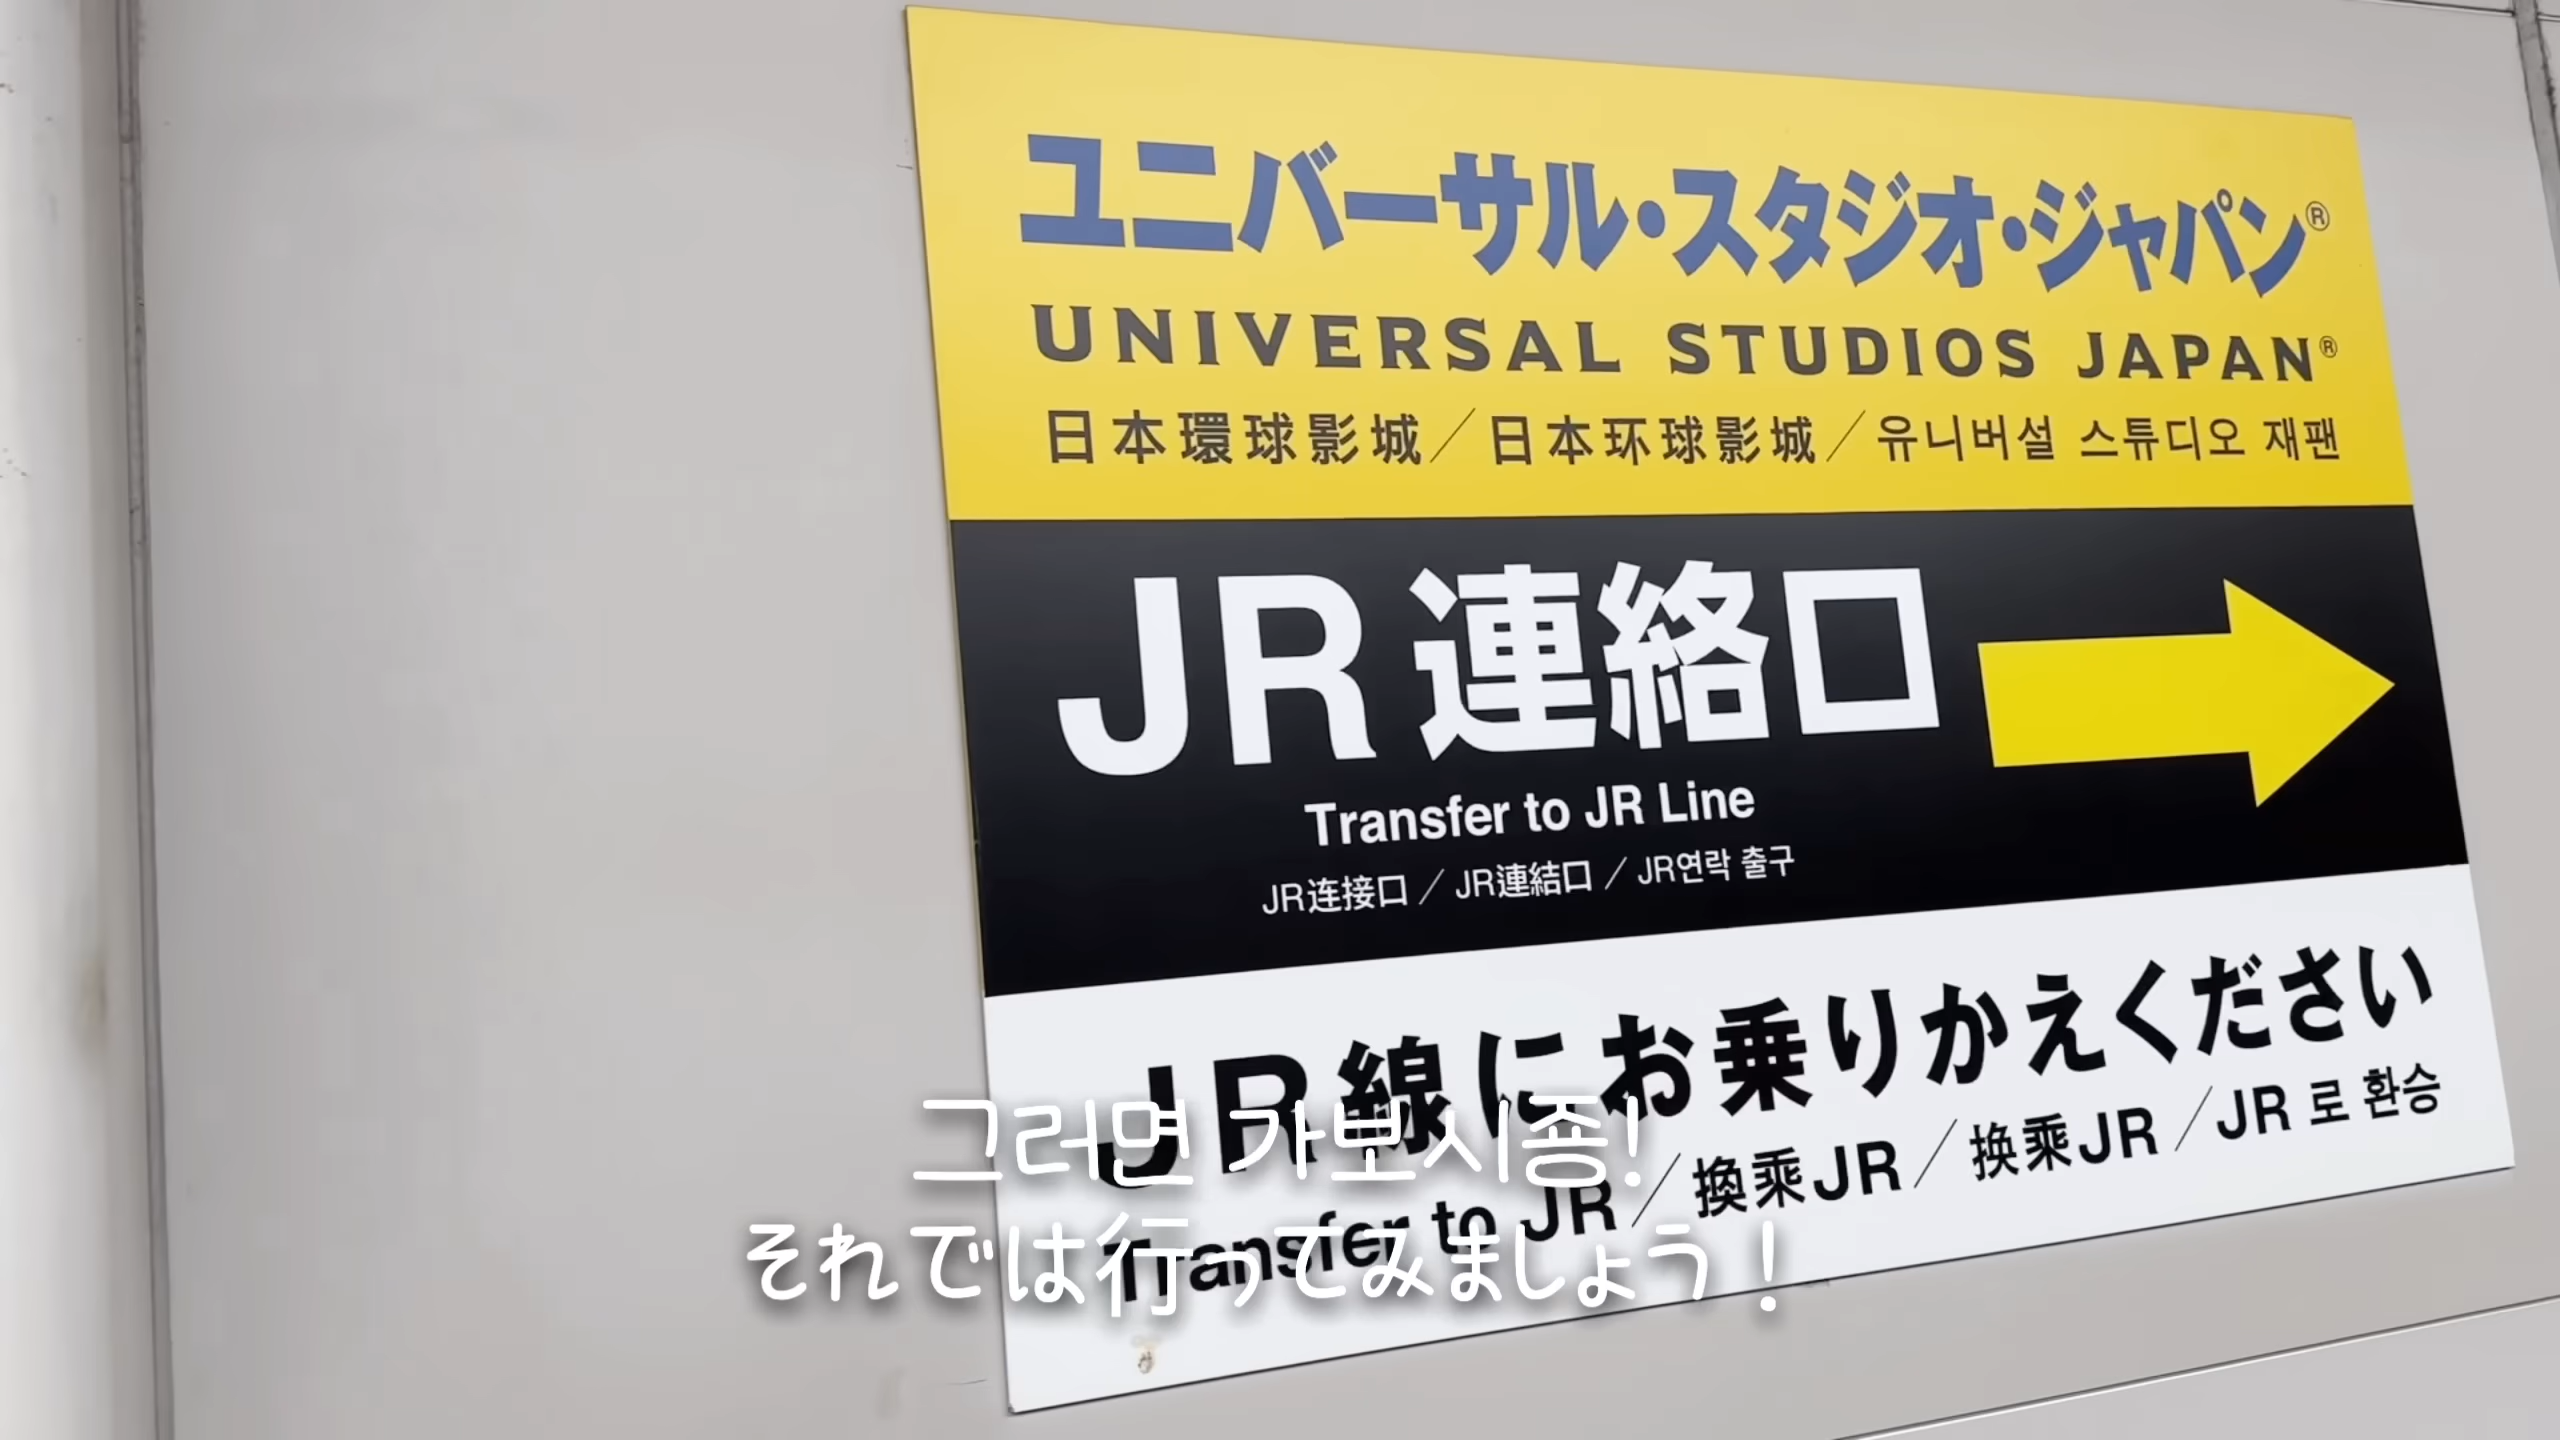 ユニバーサル・スタジオ・ジャパン®
UNIVERSAL STUDIOS JAPAN®
日本環球影城／日本环球影城／유니버설 스튜디오 재팬
JR連絡口
Transfer to JR Line
JR连接口／JR連結口／JR연락 출구
JR線にお乗りかえください
Transfer to JR／換乘JR／换乘JR／JR 로 환승
그러면 가보시죵!
それでは行ってみましょう！